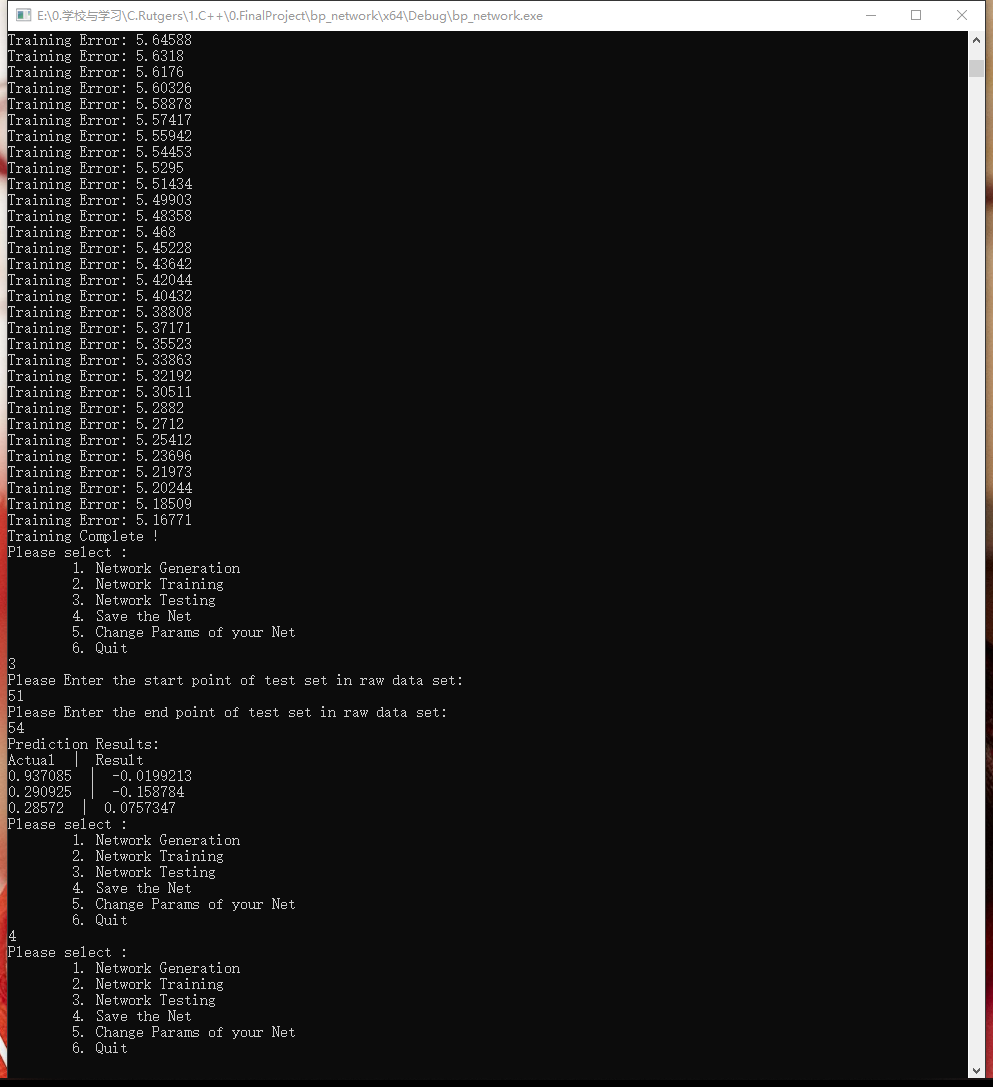 E:\0.学校与学习\C.Rutgers\1.C++\0.FinalProject\bp_network\x64\Debug\bp_network.exe
Training Error: 5.64588
Training Error: 5.6318
Training Error: 5.6176
Training Error: 5.60326
Training Error: 5.58878
Training Error: 5.57417
Training Error: 5.55942
Training Error: 5.54453
Training Error: 5.5295
Training Error: 5.51434
Training Error: 5.49903
Training Error: 5.48358
Training Error: 5.468
Training Error: 5.45228
Training Error: 5.43642
Training Error: 5.42044
Training Error: 5.40432
Training Error: 5.38808
Training Error: 5.37171
Training Error: 5.35523
Training Error: 5.33863
Training Error: 5.32192
Training Error: 5.30511
Training Error: 5.2882
Training Error: 5.2712
Training Error: 5.25412
Training Error: 5.23696
Training Error: 5.21973
Training Error: 5.20244
Training Error: 5.18509
Training Error: 5.16771
Training Complete !
Please select :
1. Network Generation
2. Network Training
3. Network Testing
4. Save the Net
5. Change Params of your Net
6. Quit
3
Please Enter the start point of test set in raw data set:
51
Please Enter the end point of test set in raw data set:
54
Prediction Results:
Actual | Result
0.937085 | -0.0199213
0.290925 | -0.158784
0.28572 | 0.0757347
Please select :
1. Network Generation
2. Network Training
3. Network Testing
4. Save the Net
5. Change Params of your Net
6. Quit
4
Please select :
1. Network Generation
2. Network Training
3. Network Testing
4. Save the Net
5. Change Params of your Net
6. Quit